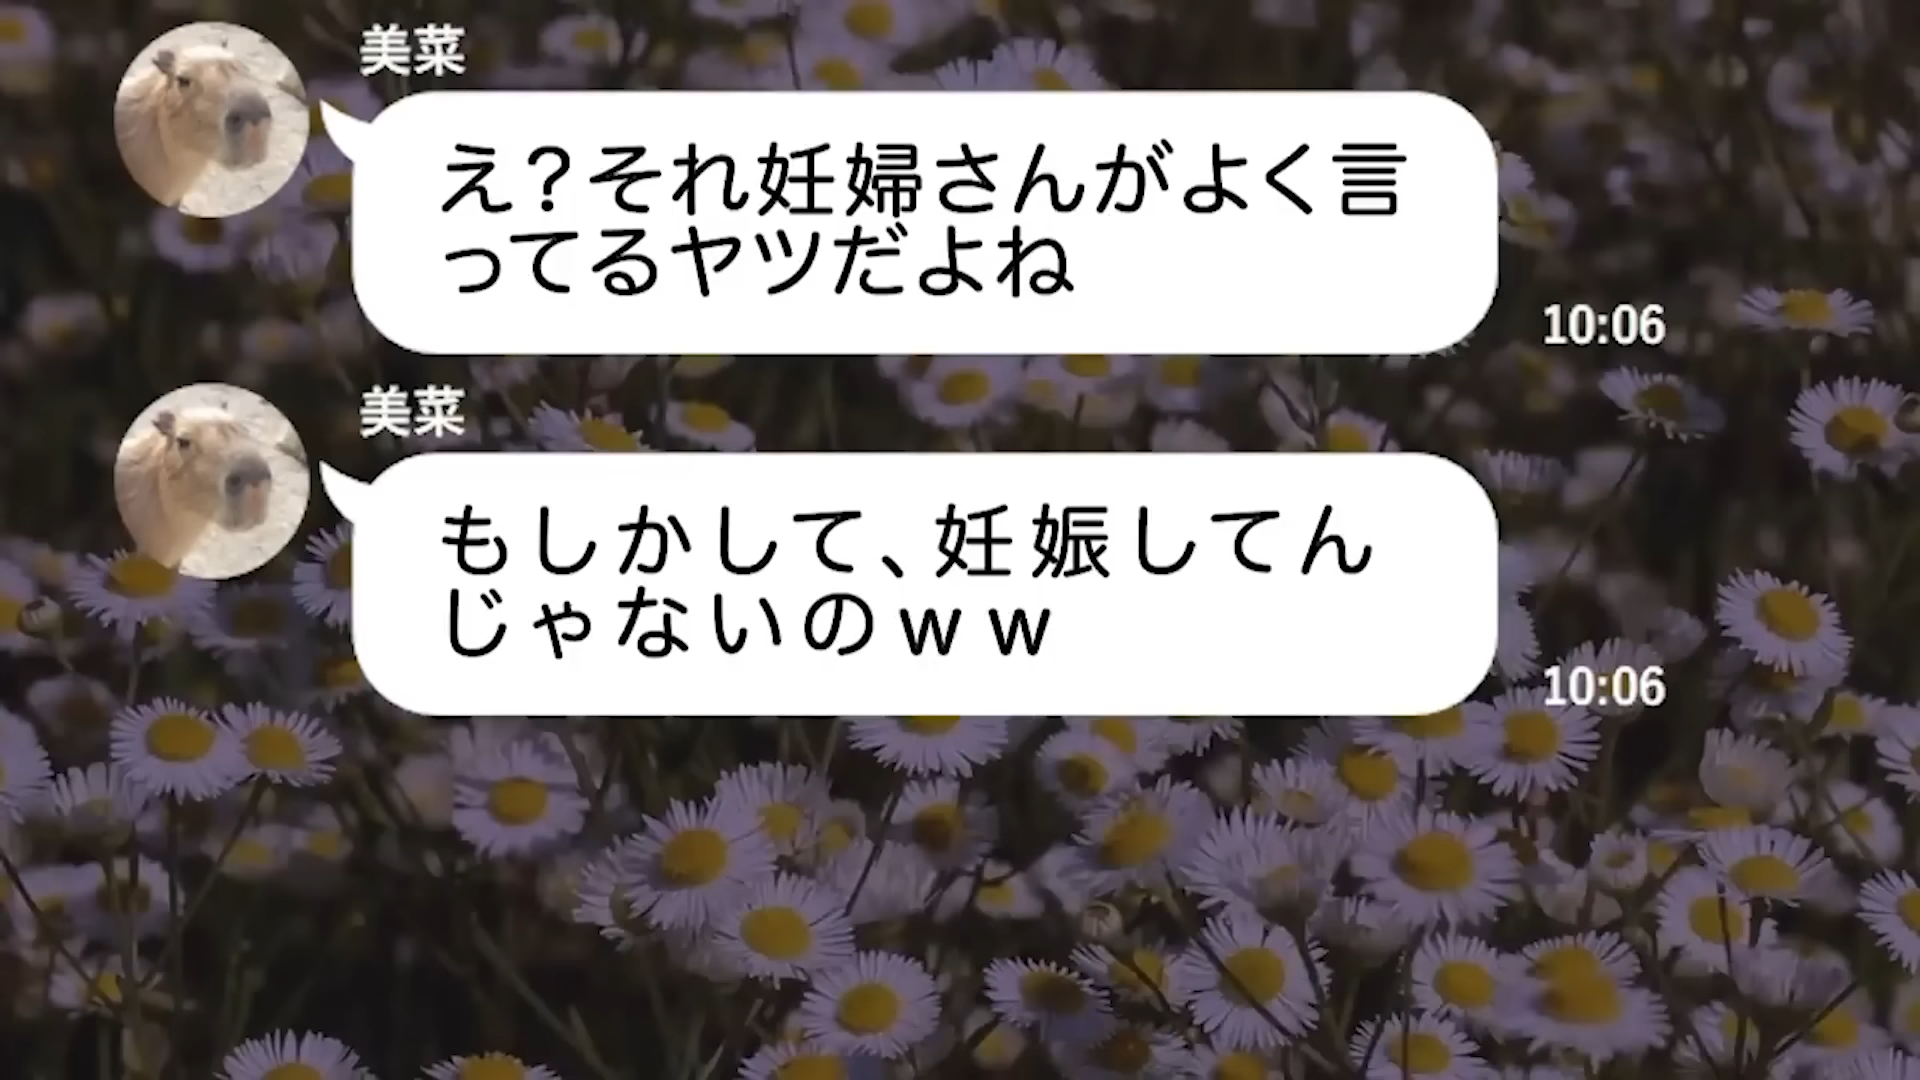 美菜
え？それ妊婦さんがよく言
ってるヤツだよね
10:06
美菜
もしかして、妊娠してん
じゃないのｗｗ
10:06